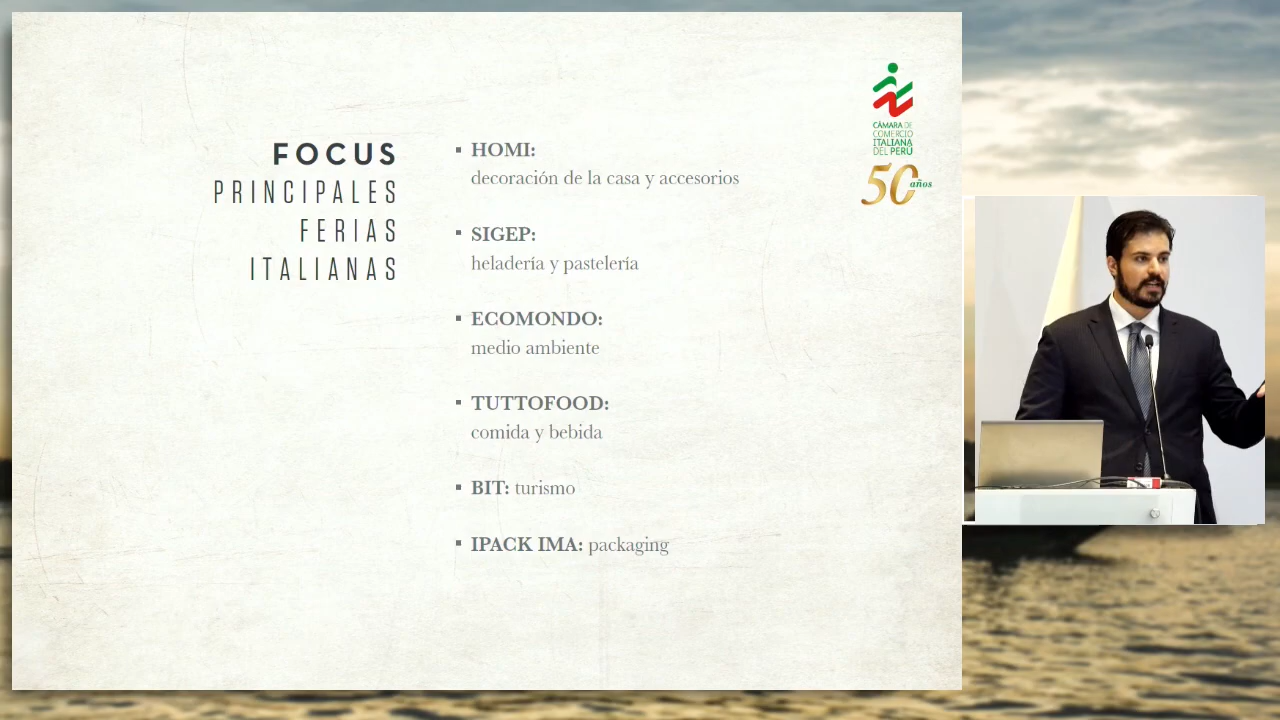 FOCUS
PRINCIPALES
FERIAS
ITALIANAS
HOMI:
decoración de la casa y accesorios
SIGEP:
heladería y pastelería
ECOMONDO:
medio ambiente
TUTTOFOOD:
comida y bebida
BIT: turismo
IPACK IMA: packaging
CÁMARA DE
COMERCIO
ITALIANA
DEL PERÚ
50 años